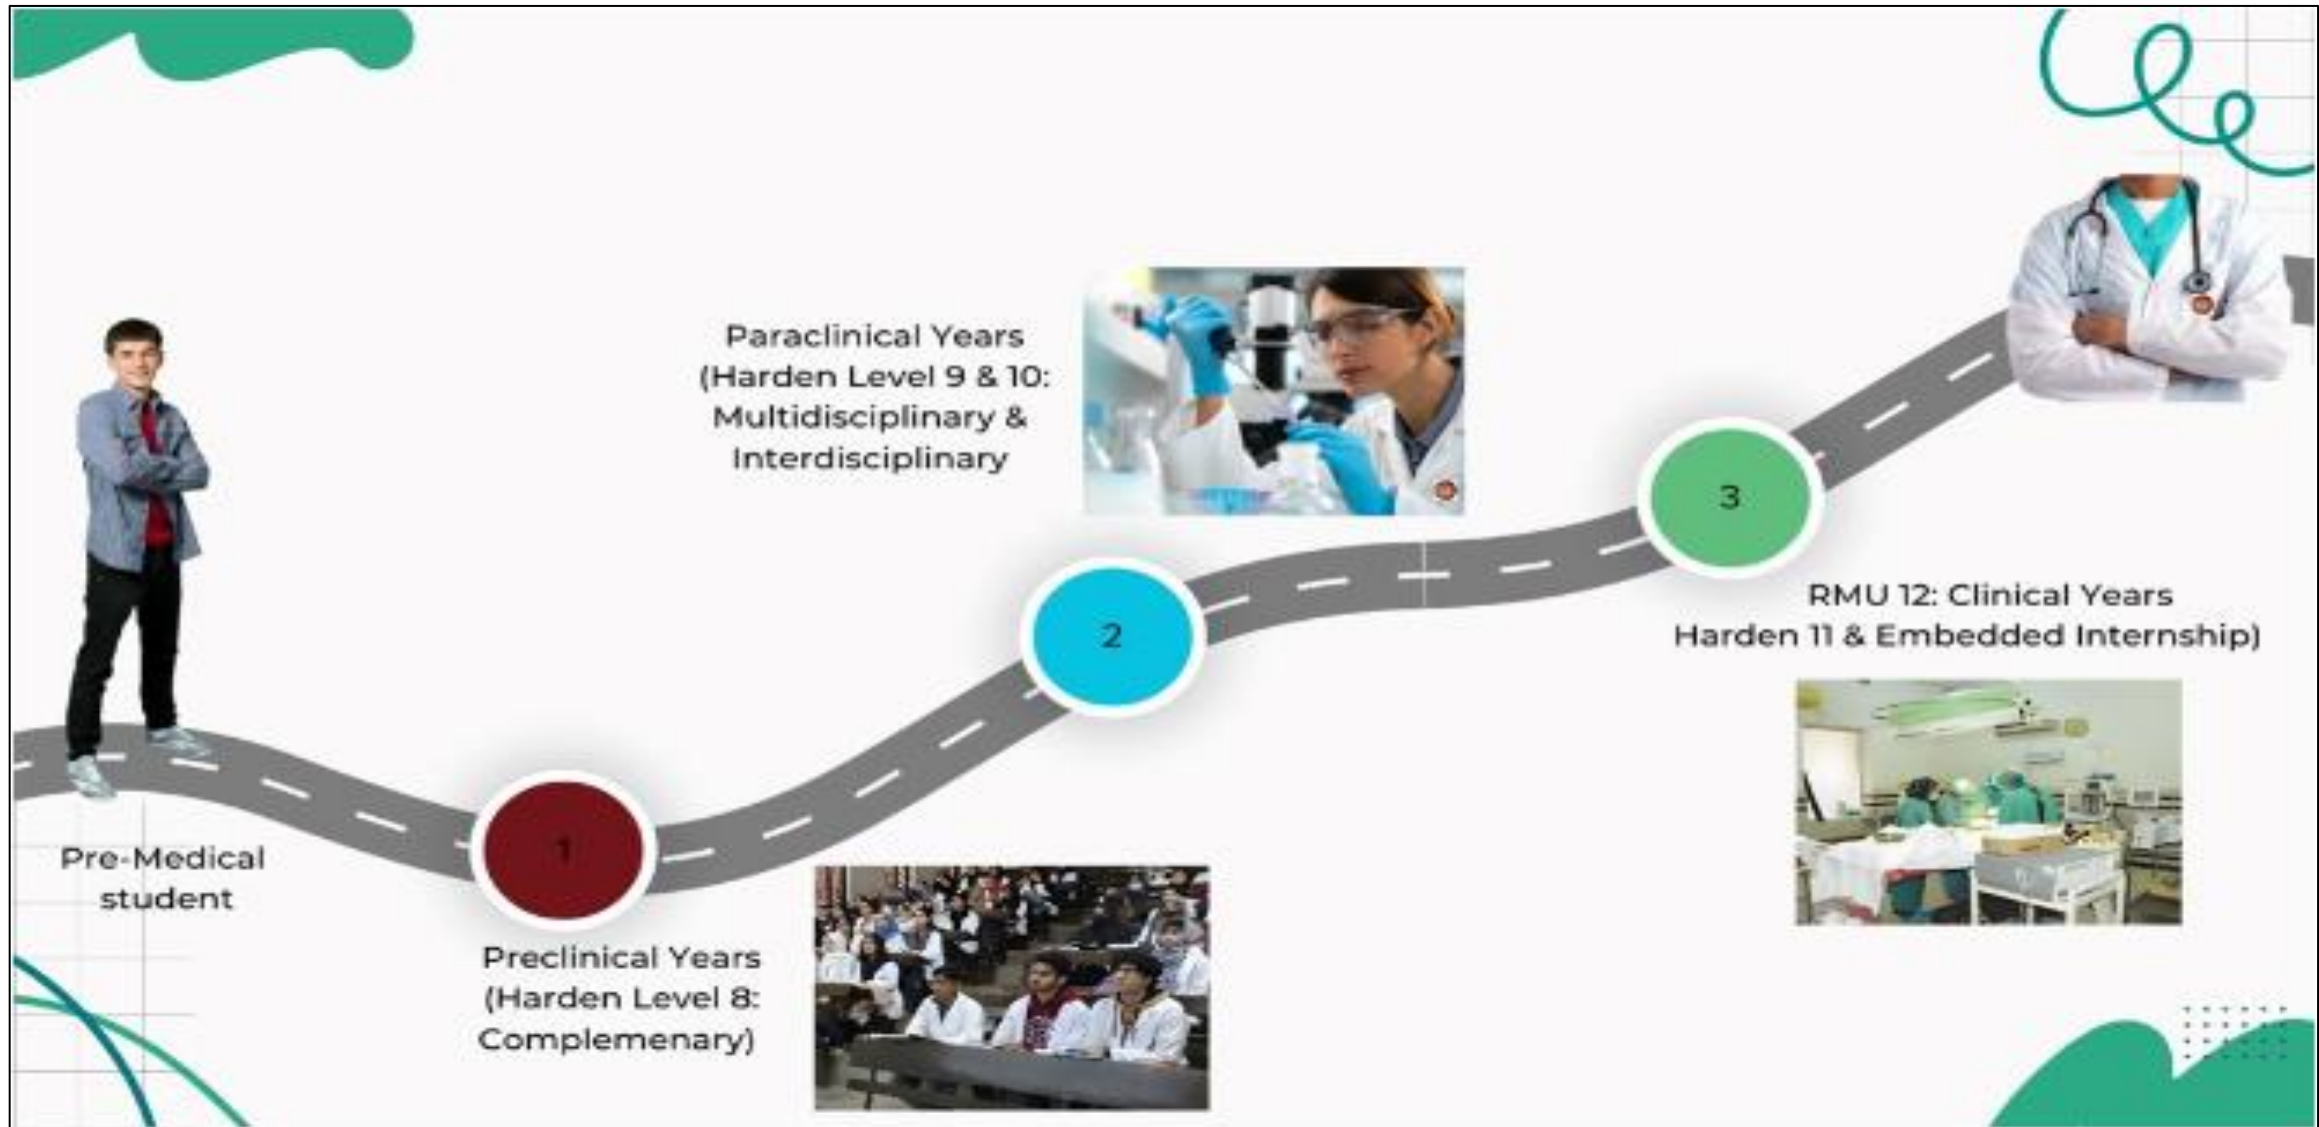 Pre-Medical
student
1
Preclinical Years
(Harden Level 8:
Complemenary)
2
Paraclinical Years
(Harden Level 9 & 10:
Multidisciplinary &
Interdisciplinary
3
RMU 12: Clinical Years
Harden 11 & Embedded Internship)